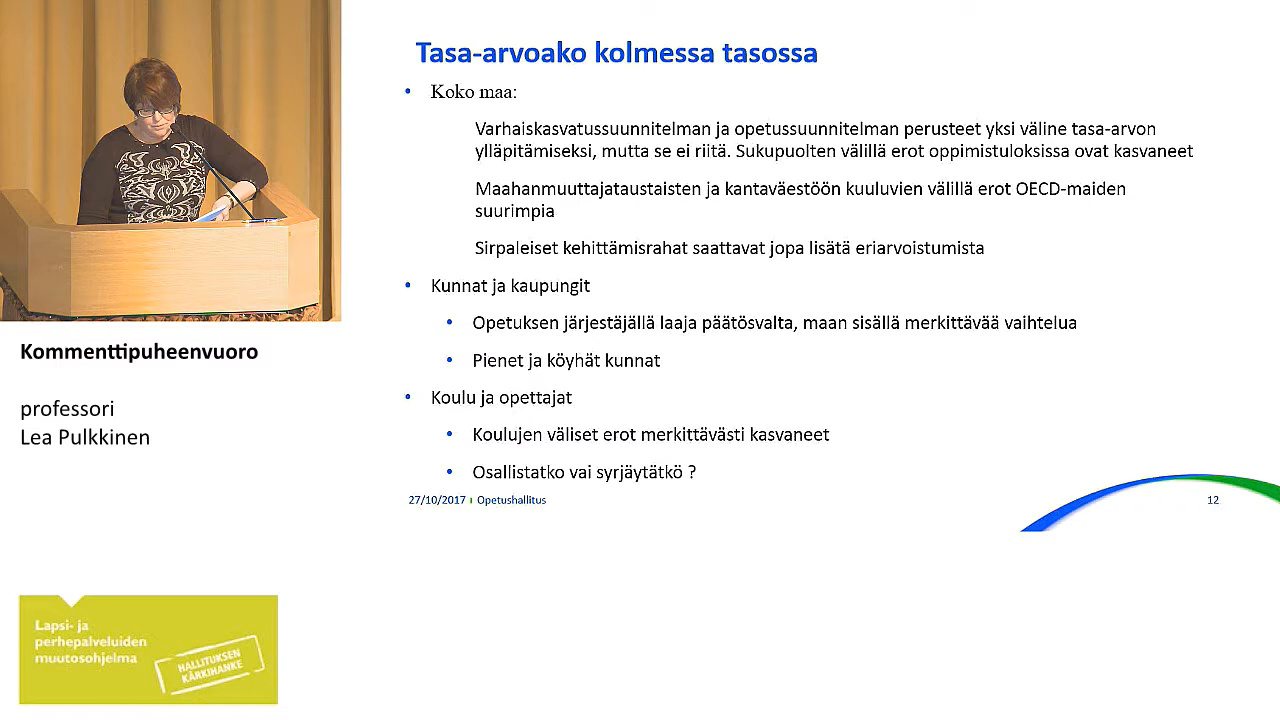 Tasa-arvoako kolmessa tasossa
• Koko maa:
Varhaiskasvatussuunnitelman ja opetussuunnitelman perusteet yksi väline tasa-arvon
ylläpitämiseksi, mutta se ei riitä. Sukupuolten välillä erot oppimistuloksissa ovat kasvaneet
Maahanmuuttajataustaisten ja kantaväestöön kuuluvien välillä erot OECD-maiden
suurimpia
Sirpaleiset kehittämisrahat saattavat jopa lisätä eriarvoistumista
• Kunnat ja kaupungit
• Opetuksen järjestäjällä laaja päätösvalta, maan sisällä merkittävää vaihtelua
• Pienet ja köyhät kunnat
• Koulu ja opettajat
• Koulujen väliset erot merkittävästi kasvaneet
• Osallistatko vai syrjäytätkö ?
27/10/2017 Opetushallitus 12
Kommenttipuheenvuoro
professori
Lea Pulkkinen
Lapsi- ja
perhepalveluiden
muutosohjelma
HALLITUKSEN
KÄRKIHANKE